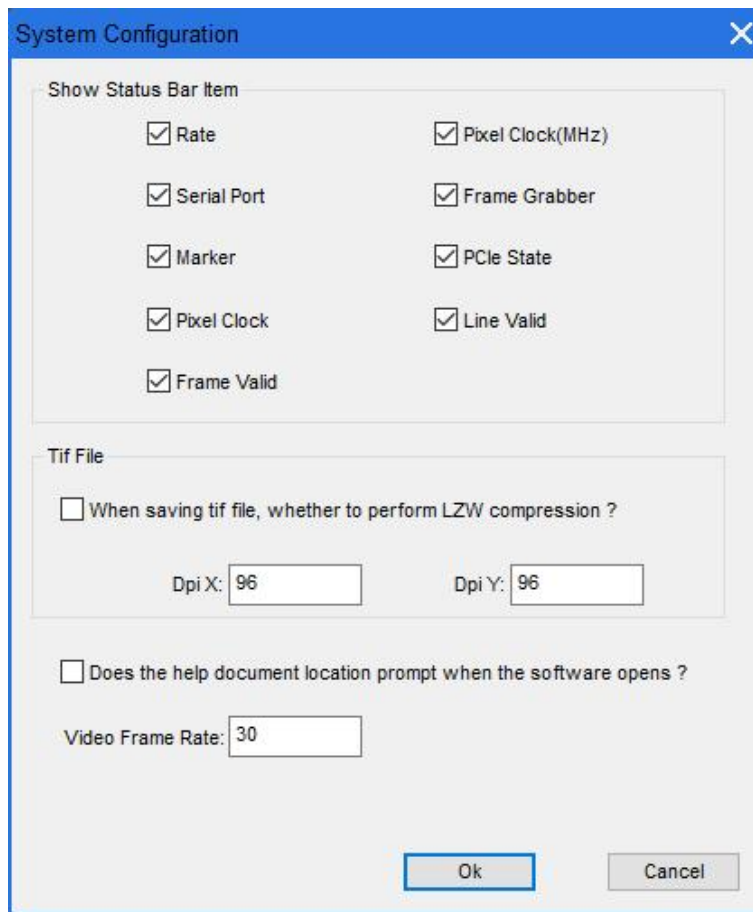 System Configuration
Show Status Bar Item
Rate
Pixel Clock(MHz)
Serial Port
Frame Grabber
Marker
PCIe State
Pixel Clock
Line Valid
Frame Valid
Tif File
When saving tif file, whether to perform LZW compression ?
Dpi X: 96
Dpi Y: 96
Does the help document location prompt when the software opens ?
Video Frame Rate: 30
Ok
Cancel